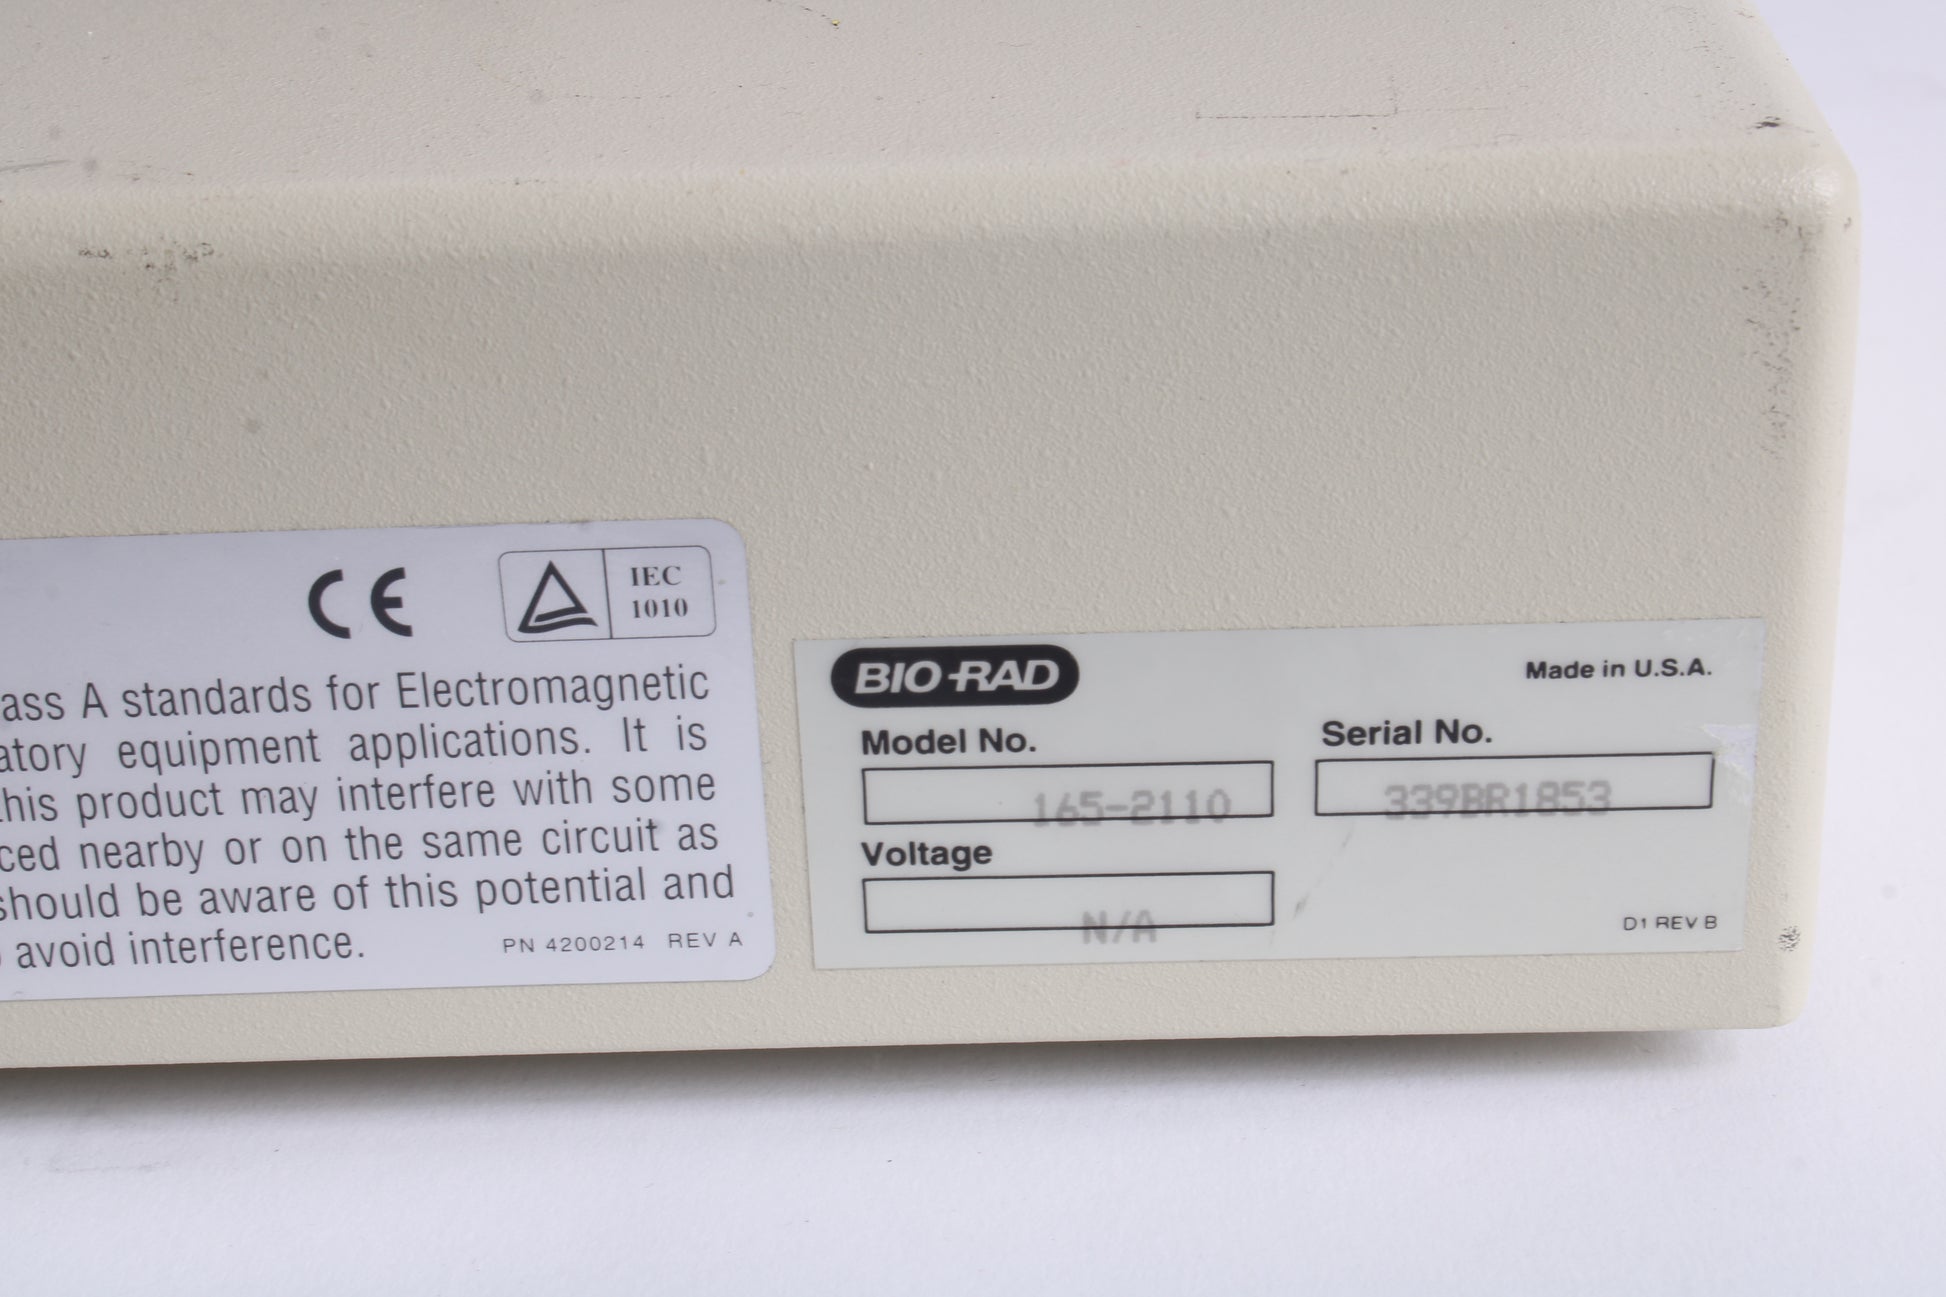 CE
IEC
1010
ass A standards for Electromagnetic
atory equipment applications. It is
this product may interfere with some
ced nearby or on the same circuit as
should be aware of this potential and
avoid interference.
PN 4200214 REV A
BIO-RAD
Made in U.S.A.
Model No.
Serial No.
165-2110
339BR1853
Voltage
N/A
D1 REV B